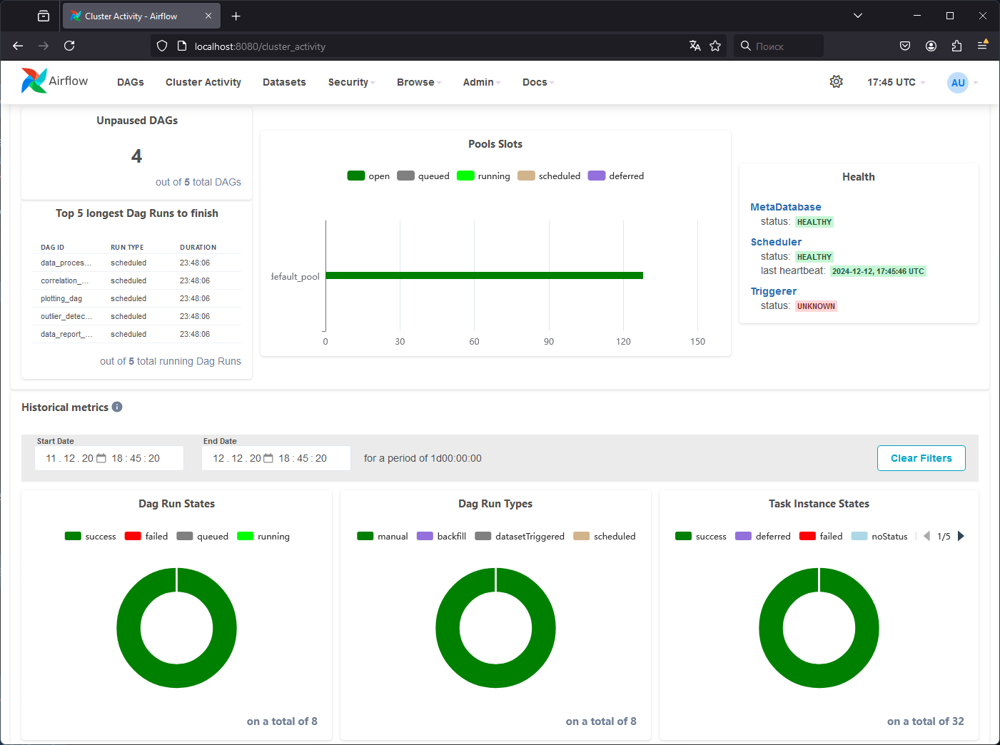 Cluster Activity - Airflow
localhost:8080/cluster_activity
Поиск
Airflow
DAGs
Cluster Activity
Datasets
Security
Browse
Admin
Docs
17:45 UTC
AU
Unpaused DAGs
4
out of 5 total DAGs
Top 5 longest Dag Runs to finish
DAG ID RUN TYPE DURATION
data_proces... scheduled 23:48:06
correlation_... scheduled 23:48:06
plotting_dag scheduled 23:48:06
outlier_detec... scheduled 23:48:06
data_report_... scheduled 23:48:06
out of 5 total running Dag Runs
Pools Slots
open queued running scheduled deferred
default_pool
0 30 60 90 120 150
Health
MetaDatabase
status: HEALTHY
Scheduler
status: HEALTHY
last heartbeat: 2024-12-12, 17:45:46 UTC
Triggerer
status: UNKNOWN
Historical metrics
Start Date
11.12.20 18:45:20
End Date
12.12.20 18:45:20
for a period of 1d00:00:00
Clear Filters
Dag Run States
success failed queued running
on a total of 8
Dag Run Types
manual backfill datasetTriggered scheduled
on a total of 8
Task Instance States
success deferred failed noStatus 1/5
on a total of 32